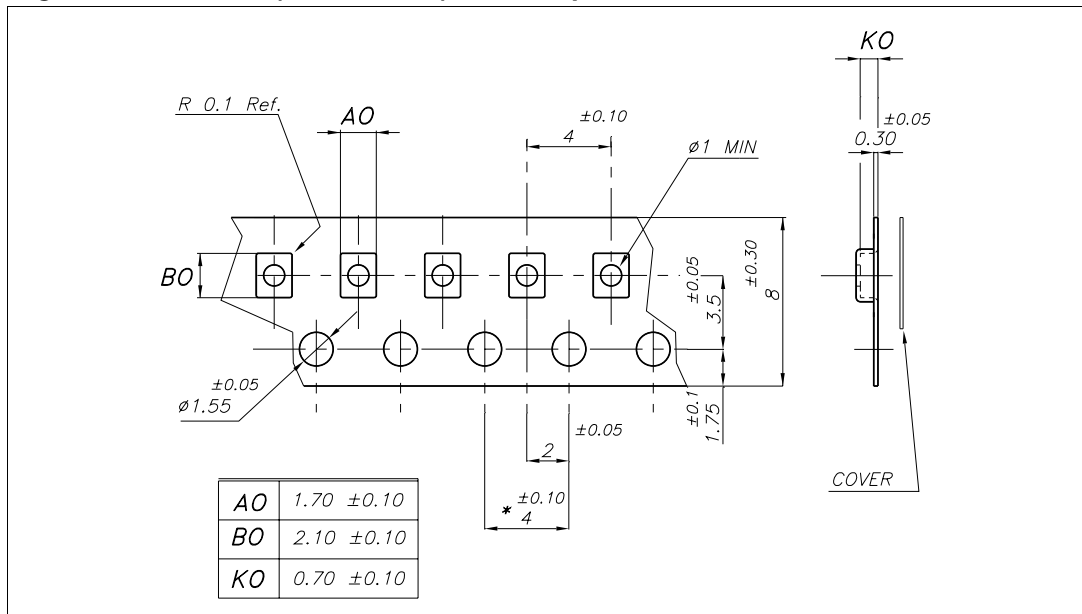 KO
R 0.1 Ref.
AO
±0.10
4
ø1 MIN
±0.05
0.30
BO
±0.05
3.5
±0.30
8
±0.05
ø1.55
±0.1
1.75
±0.05
2
±0.10
* 4
COVER
AO 1.70 ±0.10
BO 2.10 ±0.10
KO 0.70 ±0.10